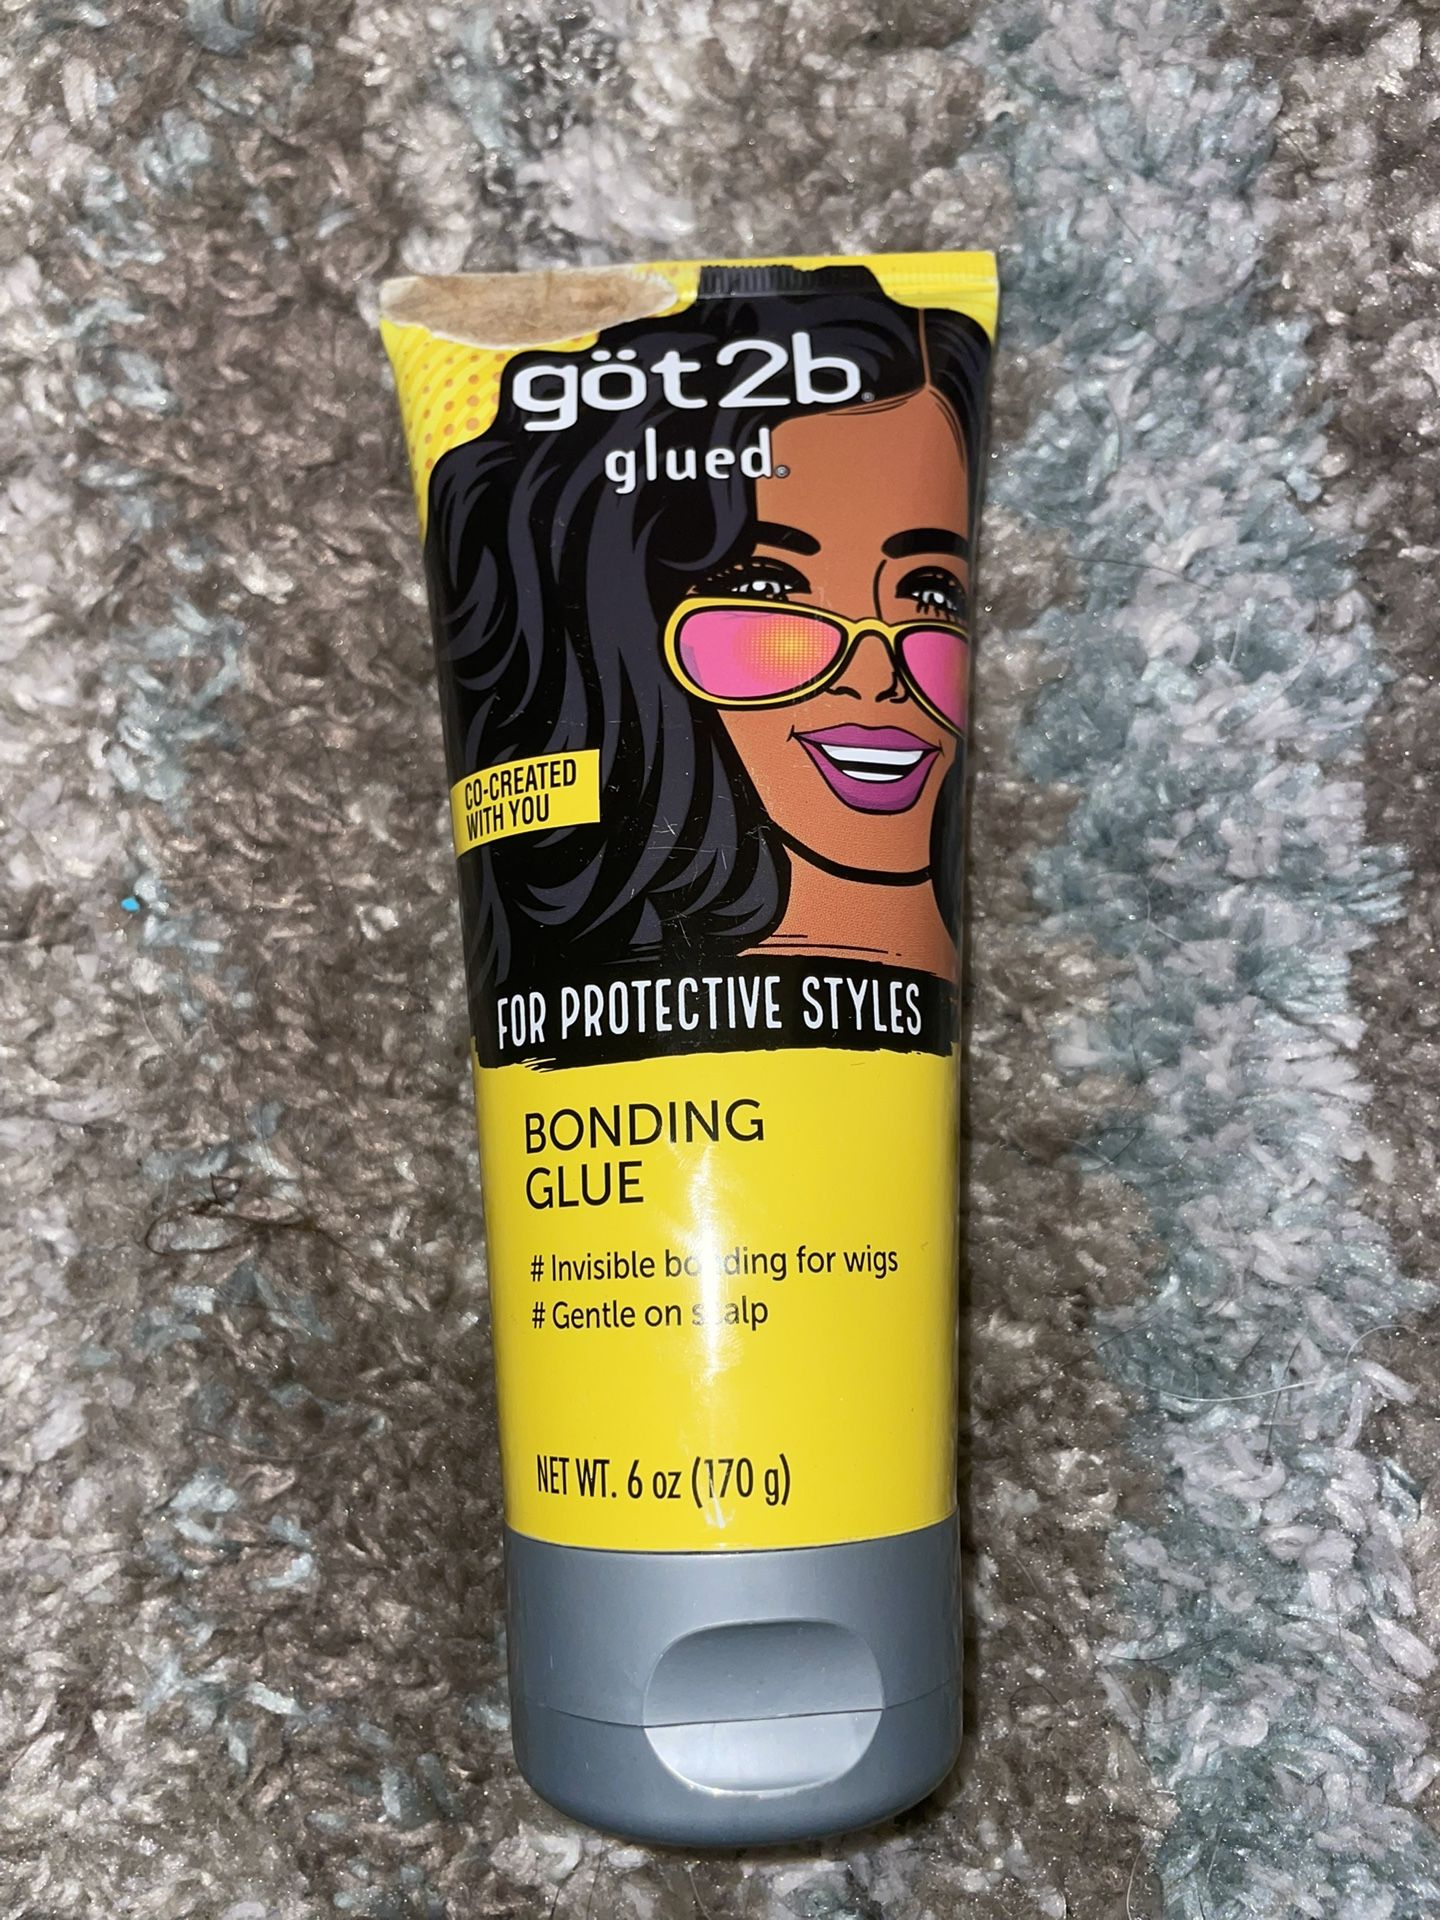 göt2b®
glued®
CO-CREATED
WITH YOU
FOR PROTECTIVE STYLES
BONDING
GLUE
# Invisible bonding for wigs
# Gentle on scalp
NET WT. 6 oz (170 g)